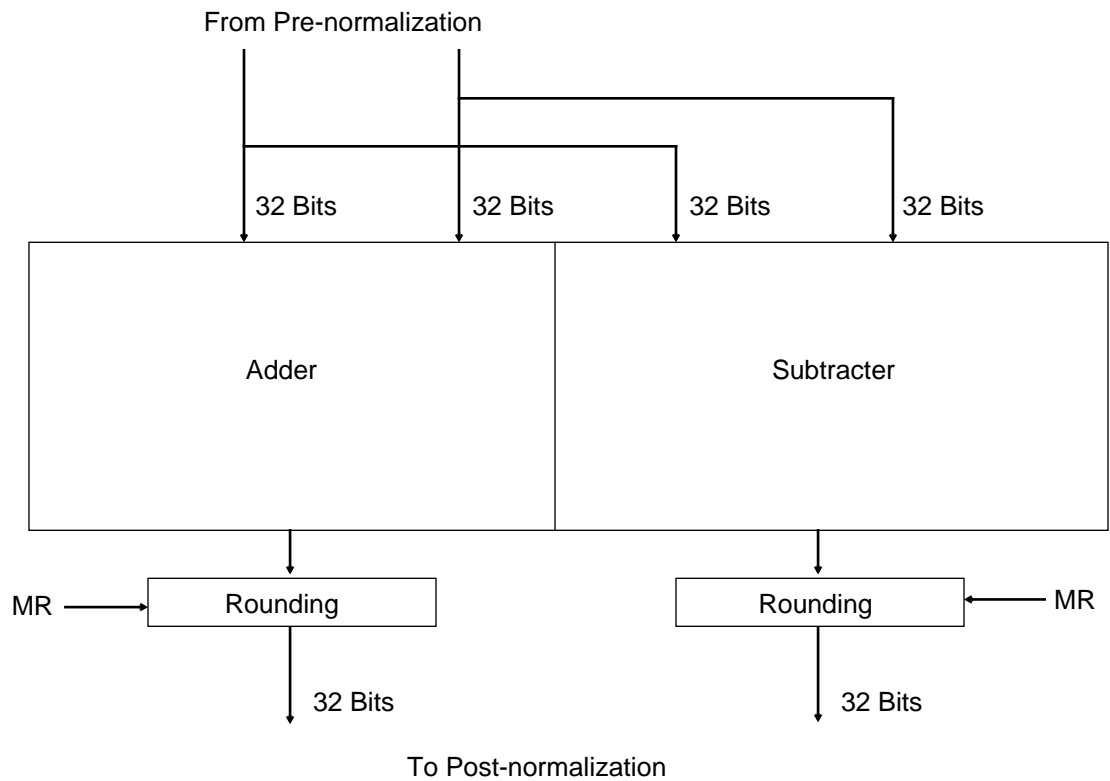 From Pre-normalization
32 Bits
32 Bits
32 Bits
32 Bits
Adder
Subtracter
MR
Rounding
Rounding
MR
32 Bits
32 Bits
To Post-normalization